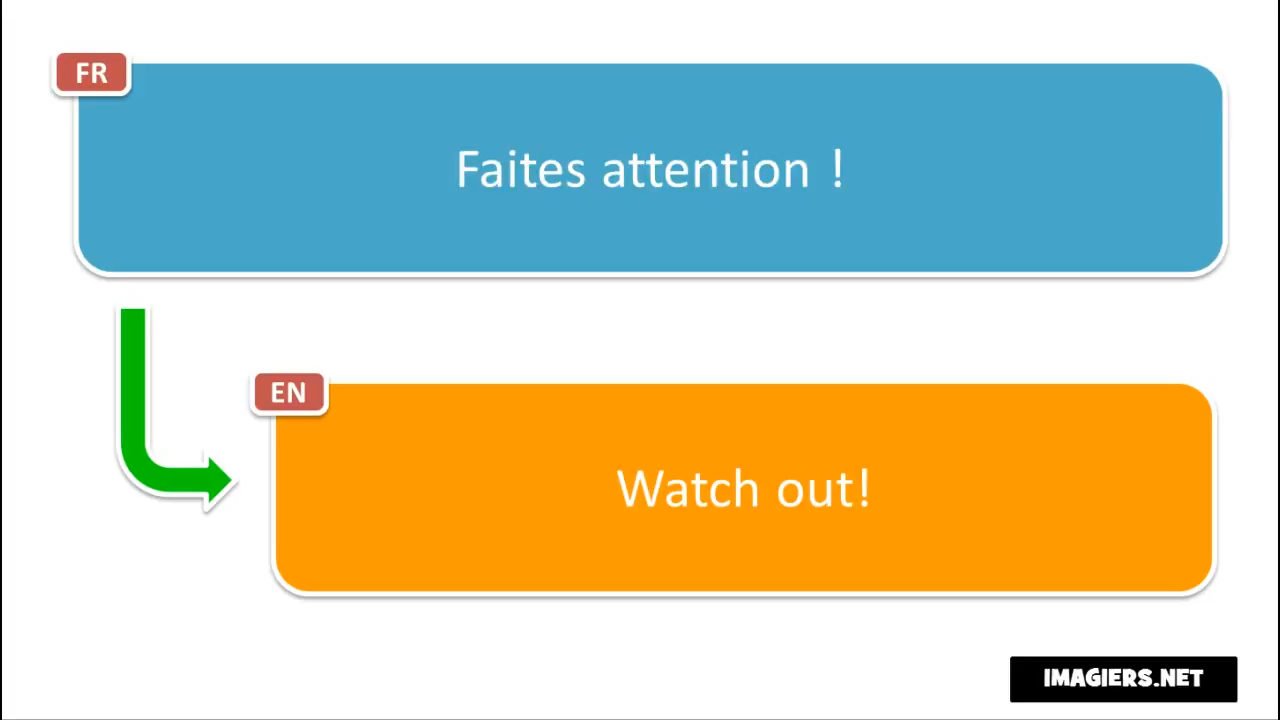 FR
Faites attention !
EN
Watch out!
IMAGIERS.NET